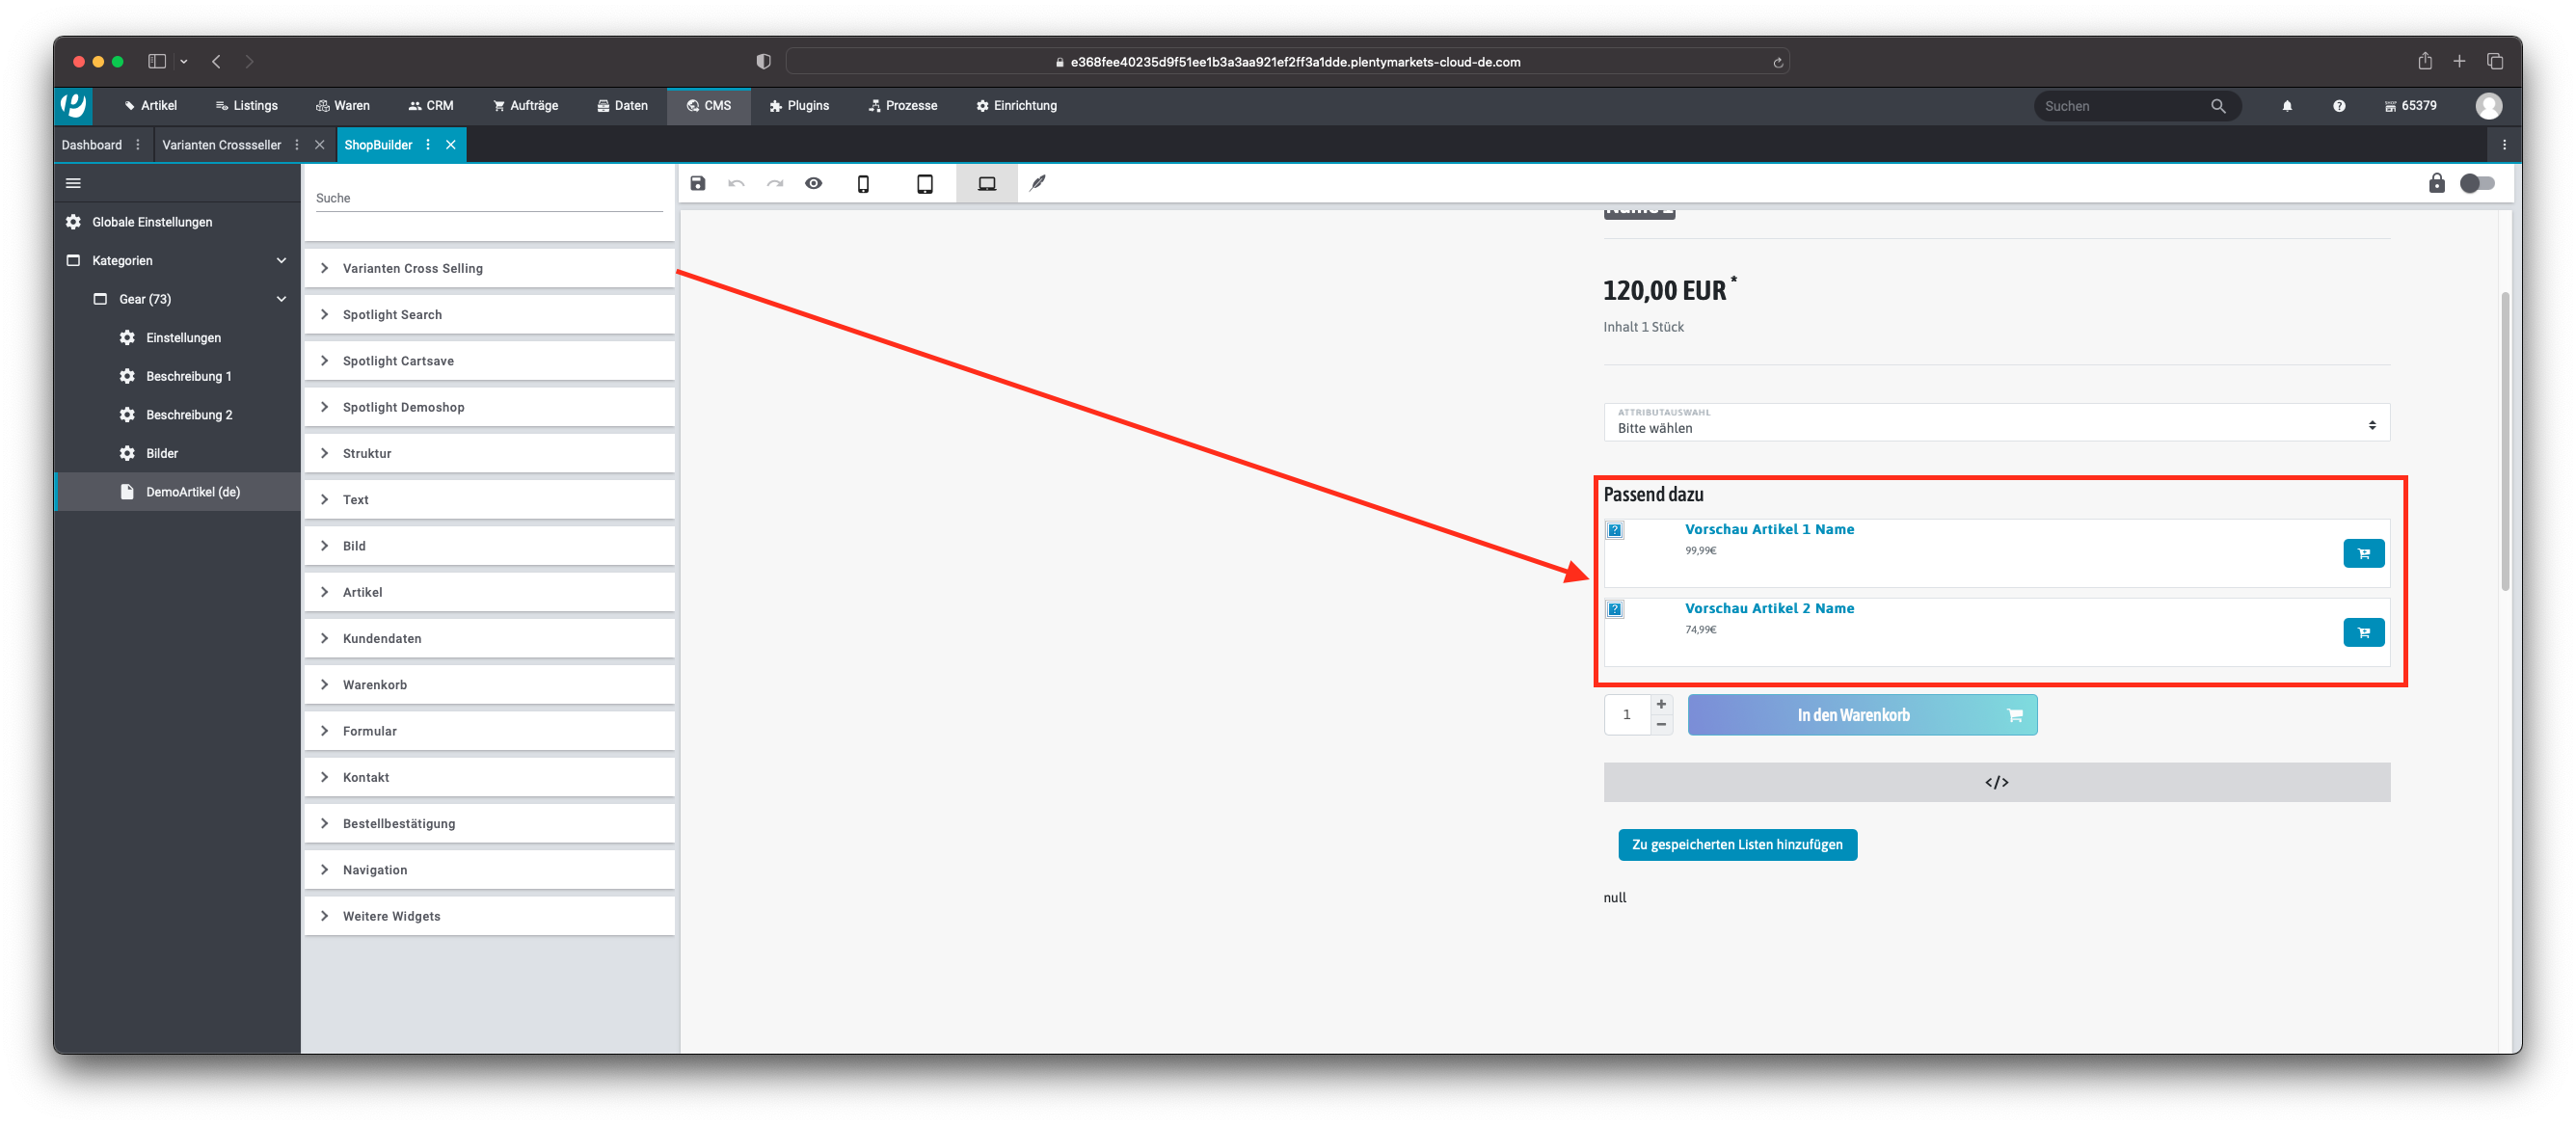 e368fee40235d9f51ee1b3a3aa921ef2ff3a1dde.plentymarkets-cloud-de.com
Artikel
Listings
Waren
CRM
Aufträge
Daten
CMS
Plugins
Prozesse
Einrichtung
Suchen
65379
Dashboard
Varianten Crossseller
ShopBuilder
Globale Einstellungen
Kategorien
Gear (73)
Einstellungen
Beschreibung 1
Beschreibung 2
Bilder
DemoArtikel (de)
Suche
Varianten Cross Selling
Spotlight Search
Spotlight Cartsave
Spotlight Demoshop
Struktur
Text
Bild
Artikel
Kundendaten
Warenkorb
Formular
Kontakt
Bestellbestätigung
Navigation
Weitere Widgets
120,00 EUR *
Inhalt 1 Stück
ATTRIBUTAUSWAHL
Bitte wählen
Passend dazu
Vorschau Artikel 1 Name
99,99€
Vorschau Artikel 2 Name
74,99€
1
In den Warenkorb
</>
Zu gespeicherten Listen hinzufügen
null